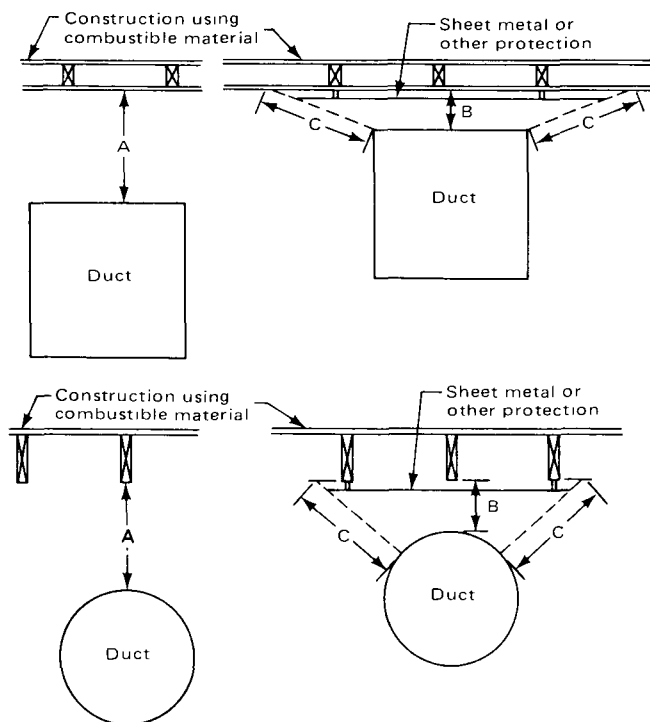 Construction using
combustible material
Sheet metal or
other protection
A
B
C
C
Duct
Duct
Construction using
combustible material
Sheet metal or
other protection
A
B
C
C
Duct
Duct